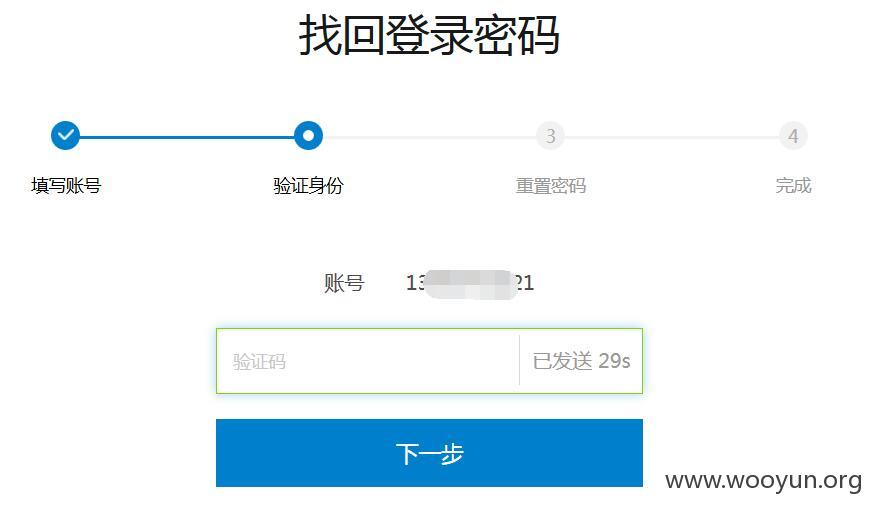 找回登录密码
3 4
填写账号 验证身份 重置密码 完成
账号 13 21
验证码 已发送 29s
下一步
www.wooyun.org